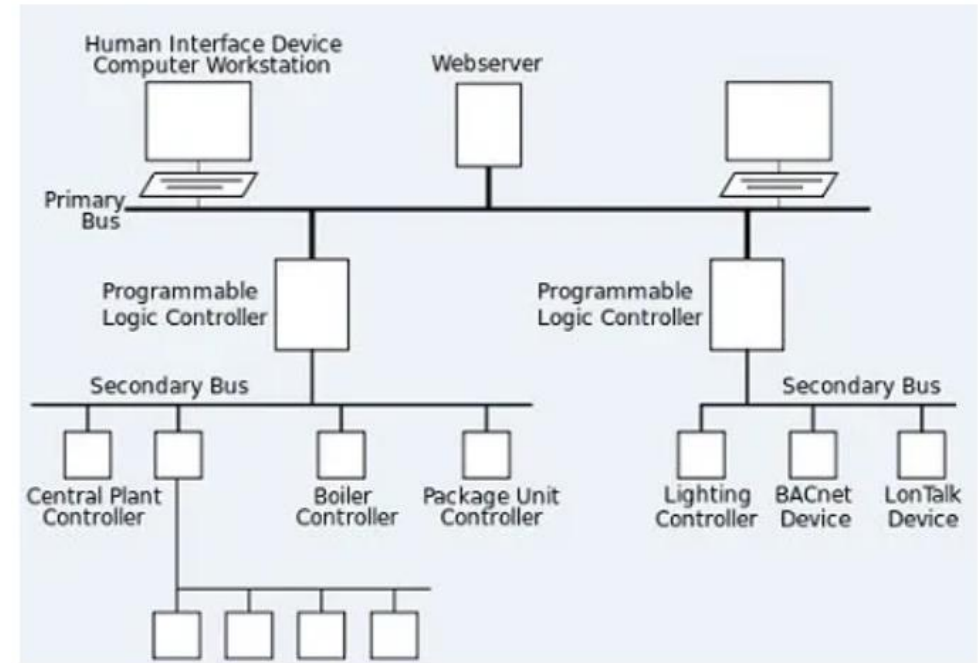 Human Interface Device
Computer Workstation
Webserver
Primary
Bus
Programmable
Logic Controller
Programmable
Logic Controller
Secondary Bus
Secondary Bus
Central Plant
Controller
Boiler
Controller
Package Unit
Controller
Lighting
Controller
BACnet
Device
LonTalk
Device